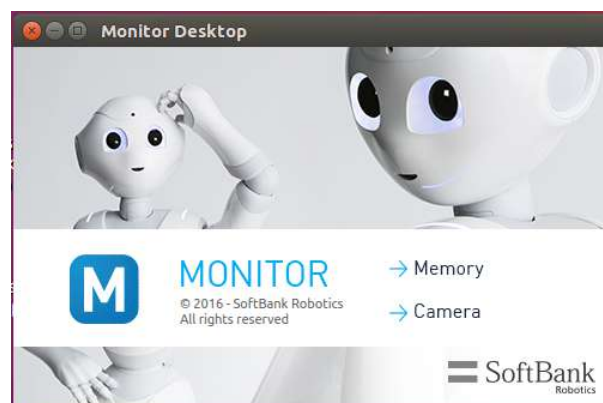 Monitor Desktop
M
MONITOR
© 2016 - SoftBank Robotics
All rights reserved
→ Memory
→ Camera
SoftBank
Robotics